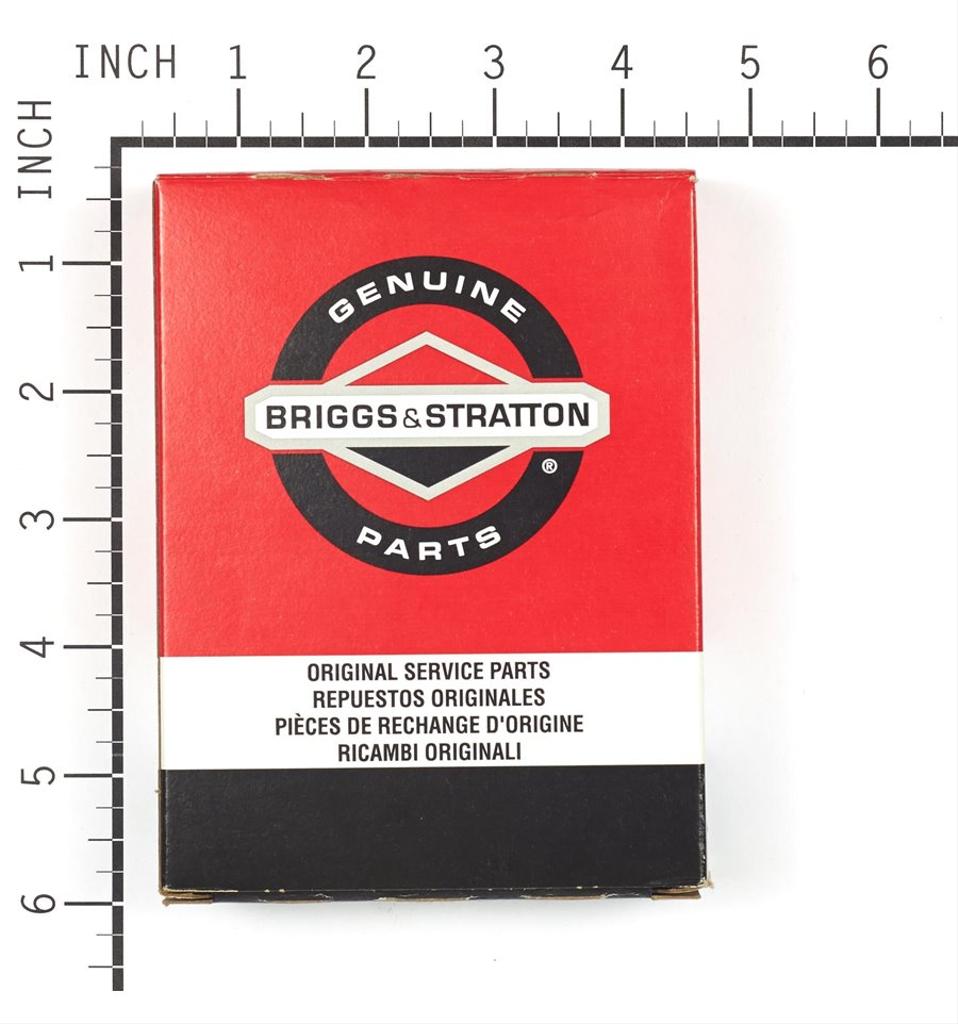 INCH 1 2 3 4 5 6
INCH
1
2
3
4
5
6
GENUINE
BRIGGS & STRATTON
®
PARTS
ORIGINAL SERVICE PARTS
REPUESTOS ORIGINALES
PIÈCES DE RECHANGE D'ORIGINE
RICAMBI ORIGINALI